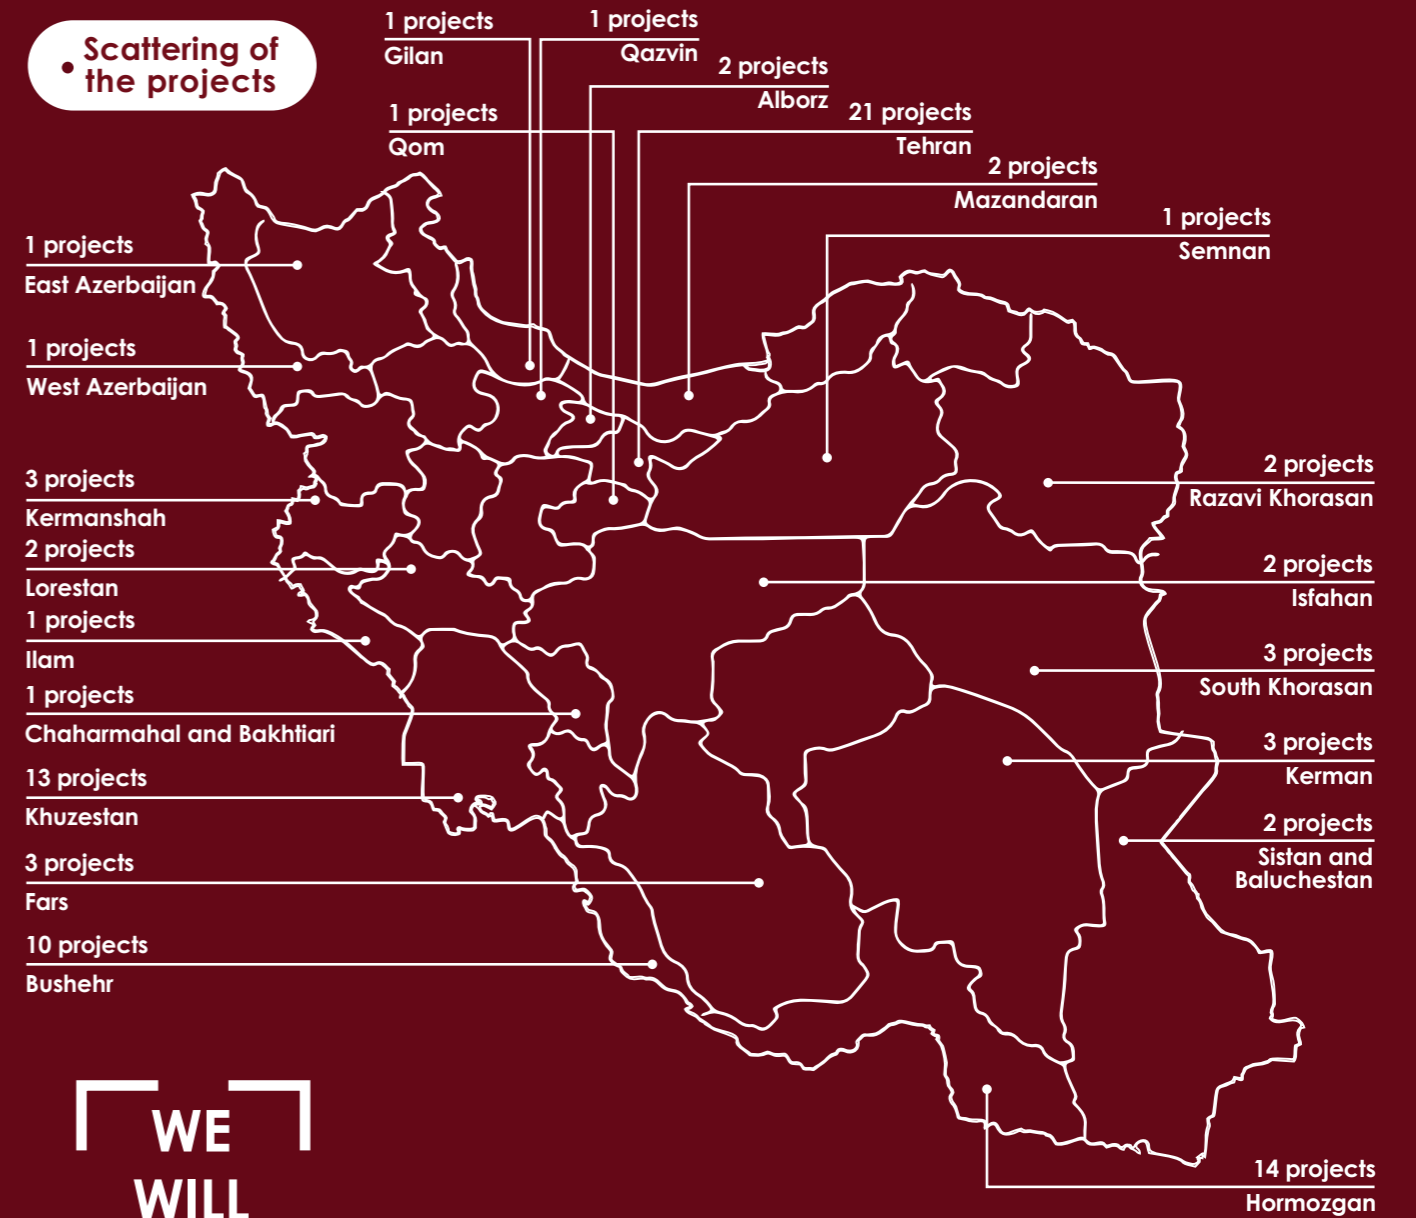 Scattering of
the projects
1 projects
Gilan
1 projects
Qazvin
2 projects
Alborz
1 projects
Qom
21 projects
Tehran
2 projects
Mazandaran
1 projects
Semnan
1 projects
East Azerbaijan
1 projects
West Azerbaijan
3 projects
Kermanshah
2 projects
Lorestan
1 projects
Ilam
1 projects
Chaharmahal and Bakhtiari
13 projects
Khuzestan
3 projects
Fars
10 projects
Bushehr
2 projects
Razavi Khorasan
2 projects
Isfahan
3 projects
South Khorasan
3 projects
Kerman
2 projects
Sistan and
Baluchestan
14 projects
Hormozgan
WE
WILL